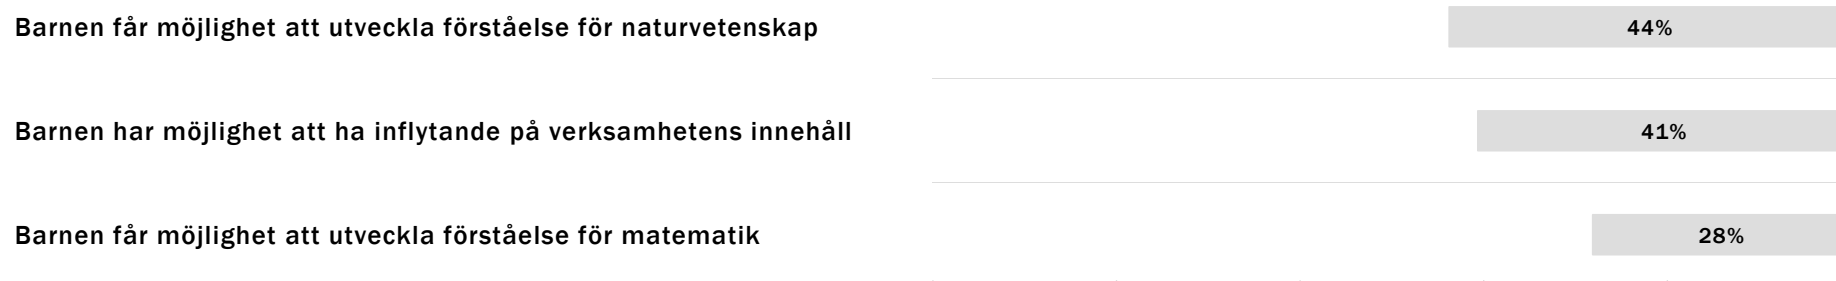 Barnen får möjlighet att utveckla förståelse för naturvetenskap 44%
Barnen har möjlighet att ha inflytande på verksamhetens innehåll 41%
Barnen får möjlighet att utveckla förståelse för matematik 28%